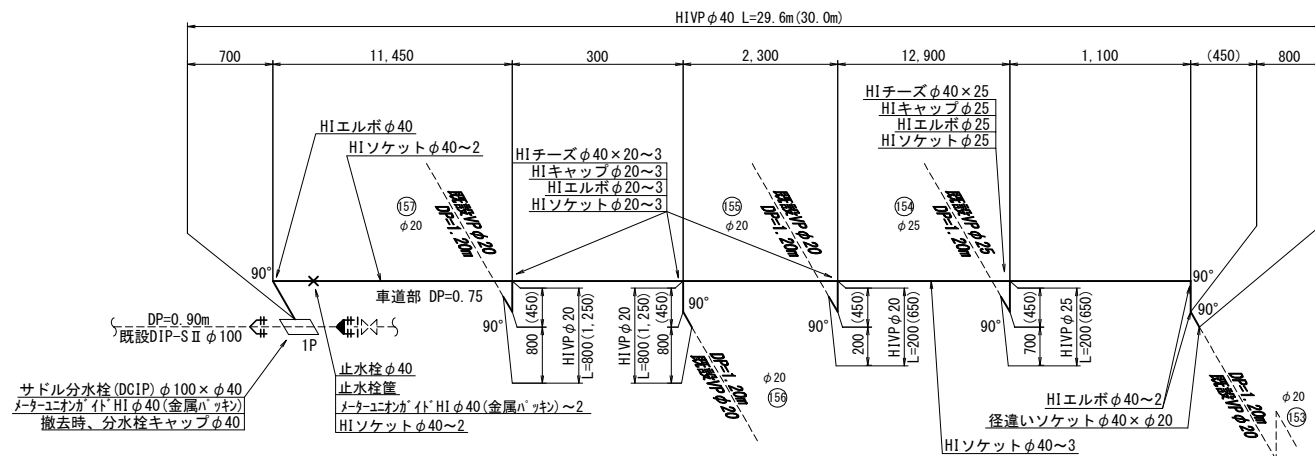 HIVPφ40 L=29.6m(30.0m)
700
11,450
300
2,300
12,900
1,100
(450)
800
HIエルボφ40
HIソケットφ40~2
HIチーズφ40×20~3
HIキャップφ20~3
HIエルボφ20~3
HIソケットφ20~3
HIチーズφ40×25
HIキャップφ25
HIエルボφ25
HIソケットφ25
157
φ20
既設VPφ20
DP=1.20m
155
φ20
既設VPφ20
DP=1.20m
154
φ25
既設VPφ25
DP=1.20m
90°
車道部 DP=0.75
90°
800
(450)
HIVPφ20
L=800(1,250)
HIVPφ20
L=800(1,250)
800
(450)
90°
90°
200
(450)
HIVPφ20
L=200(650)
90°
700
(450)
HIVPφ25
L=200(650)
90°
90°
DP=0.90m
既設DIP-SⅡφ100
1P
サドル分水栓(DCIP)φ100×φ40
メーターユニオンガイドHIφ40(金属パッキン)
撤去時、分水栓キャップφ40
止水栓φ40
止水栓筐
メーターユニオンガイドHIφ40(金属パッキン)~2
HIソケットφ40~2
DP=1.20m
既設VPφ20
φ20
156
HIエルボφ40~2
径違いソケットφ40×φ20
HIソケットφ40~3
DP=1.20m
既設VPφ20
φ20
153